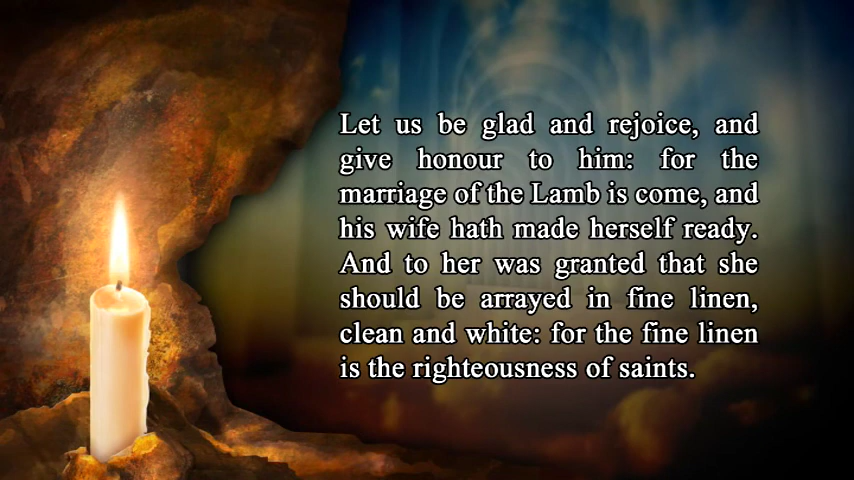 Let us be glad and rejoice, and
give honour to him: for the
marriage of the Lamb is come, and
his wife hath made herself ready.
And to her was granted that she
should be arrayed in fine linen,
clean and white: for the fine linen
is the righteousness of saints.